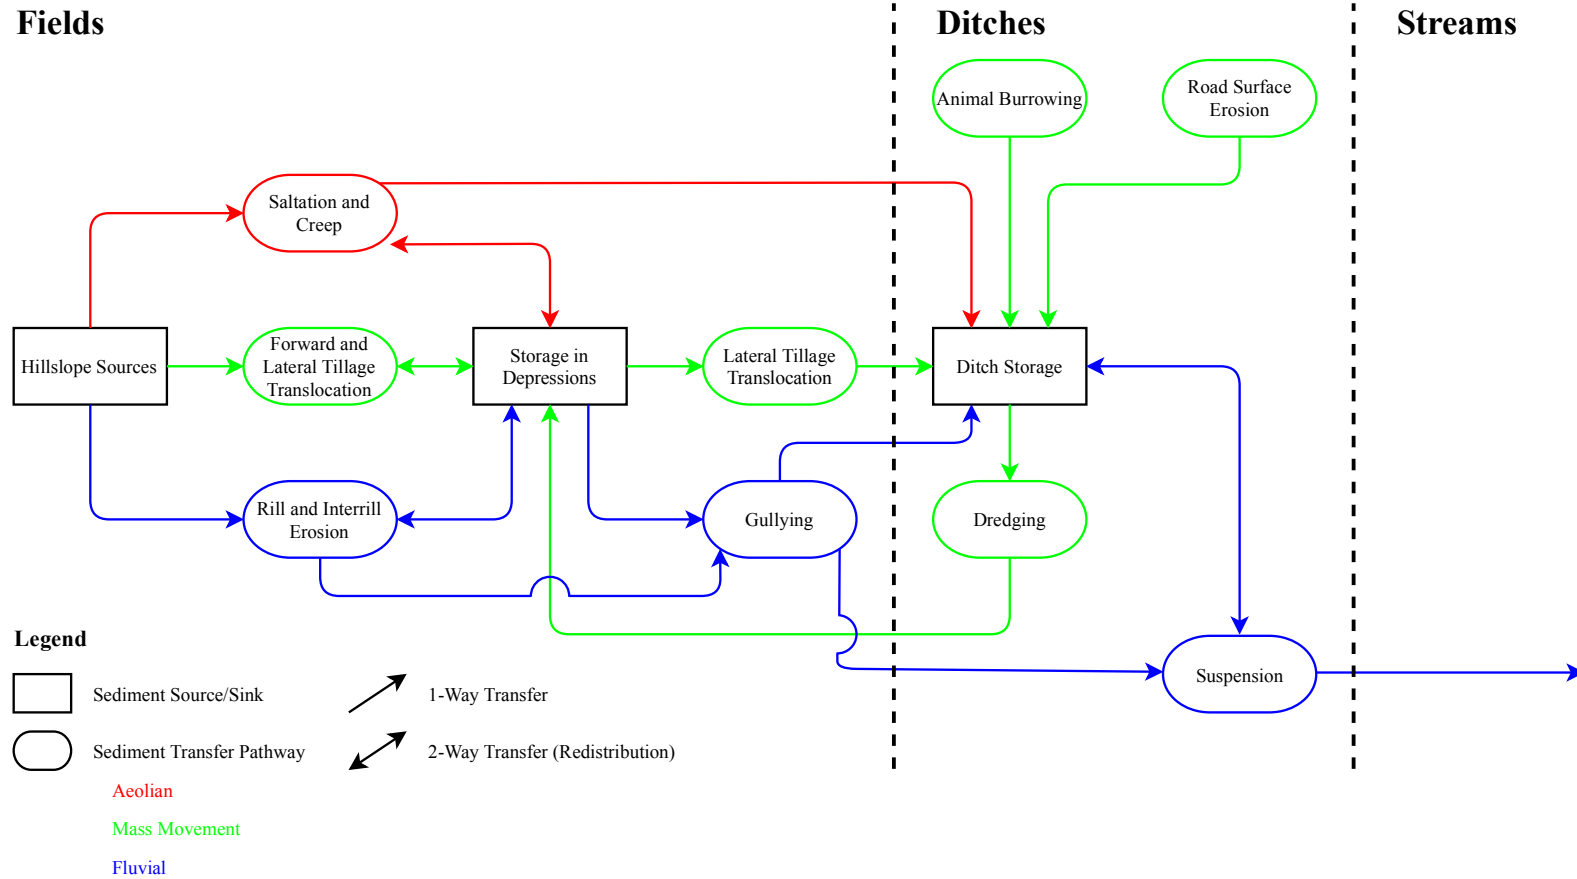 Fields
Ditches
Streams
Animal Burrowing
Road Surface
Erosion
Saltation and
Creep
Hillslope Sources
Forward and
Lateral Tillage
Translocation
Storage in
Depressions
Lateral Tillage
Translocation
Ditch Storage
Rill and Interrill
Erosion
Gullying
Dredging
Suspension
Legend
Sediment Source/Sink
1-Way Transfer
Sediment Transfer Pathway
2-Way Transfer (Redistribution)
Aeolian
Mass Movement
Fluvial